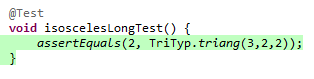 @Test
void isoscelesLongTest() {
assertEquals(2, TriTyp.triang(3,2,2));
}